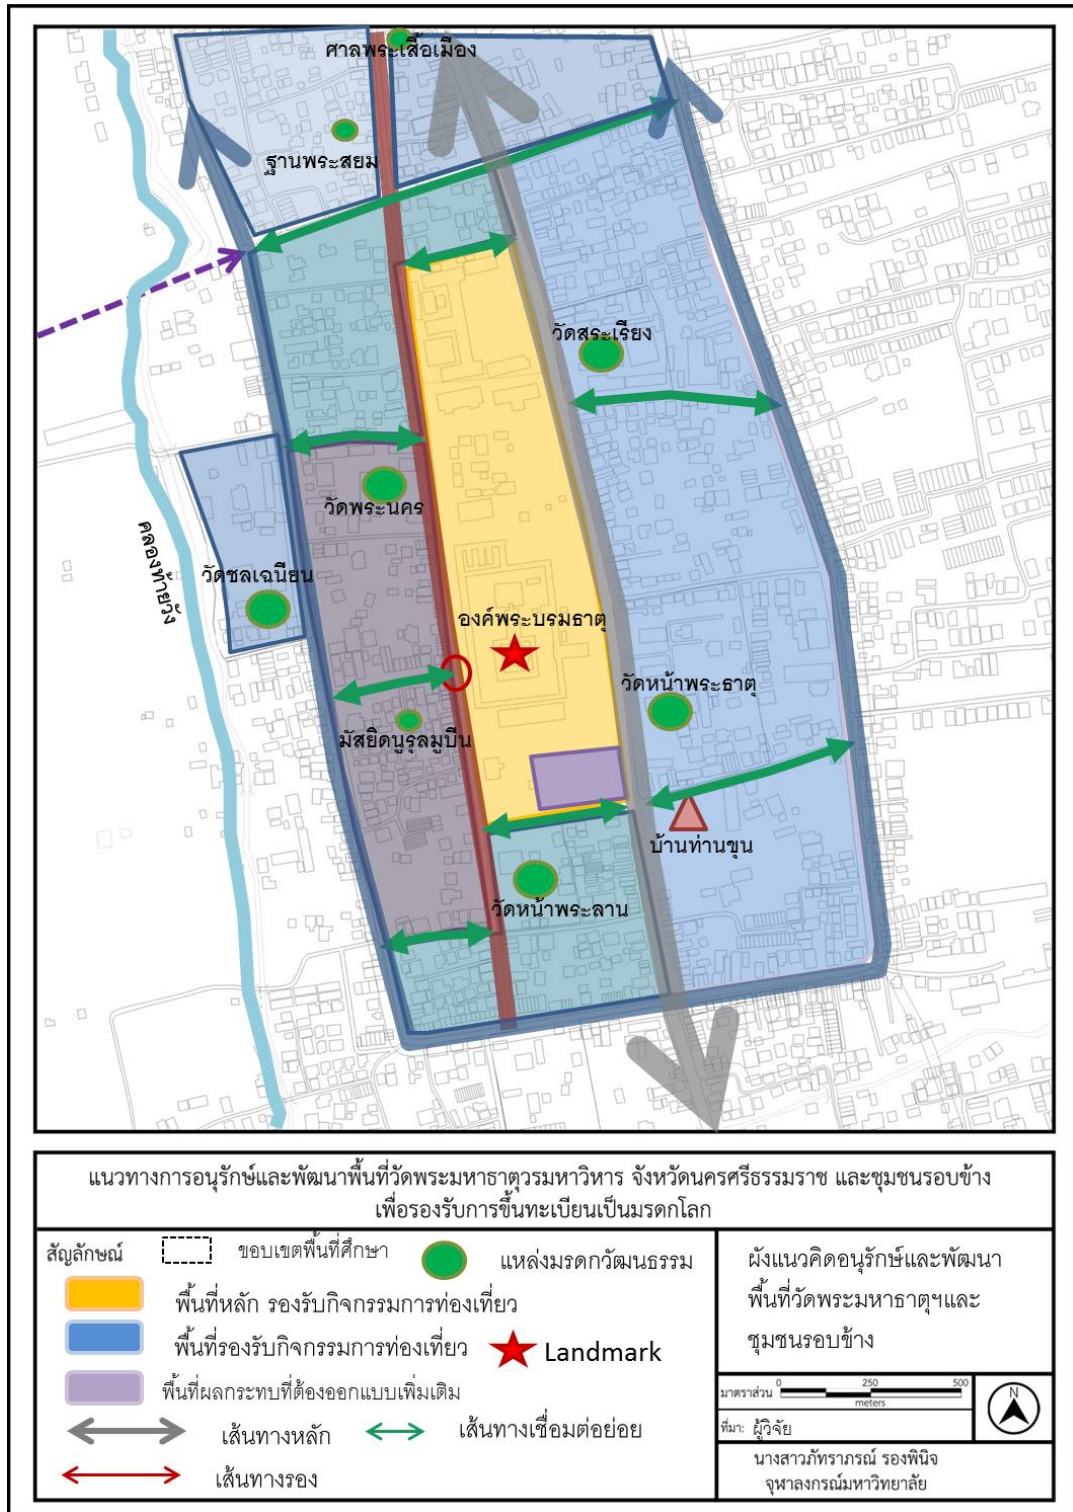 ศาลพระเสื้อเมือง
ฐานพระสยม
วัดสระเรียง
วัดพระนคร
คลองท้ายวัง
วัดชลเฉนียน
องค์พระบรมธาตุ
วัดหน้าพระธาตุ
มัสยิดนูรุลมูบีน
บ้านท่านขุน
วัดหน้าพระลาน
แนวทางการอนุรักษ์และพัฒนาพื้นที่วัดพระมหาธาตุวรมหาวิหาร จังหวัดนครศรีธรรมราช และชุมชนรอบข้าง
เพื่อรองรับการขึ้นทะเบียนเป็นมรดกโลก
สัญลักษณ์
ขอบเขตพื้นที่ศึกษา
แหล่งมรดกวัฒนธรรม
พื้นที่หลัก รองรับกิจกรรมการท่องเที่ยว
พื้นที่รองรับกิจกรรมการท่องเที่ยว
Landmark
พื้นที่ผลกระทบที่ต้องออกแบบเพิ่มเติม
เส้นทางหลัก
เส้นทางเชื่อมต่อย่อย
เส้นทางรอง
ผังแนวคิดอนุรักษ์และพัฒนา
พื้นที่วัดพระมหาธาตุฯและ
ชุมชนรอบข้าง
มาตราส่วน 0 250 500
meters
N
ที่มา: ผู้วิจัย
นางสาวภัทราภรณ์ รองพินิจ
จุฬาลงกรณ์มหาวิทยาลัย